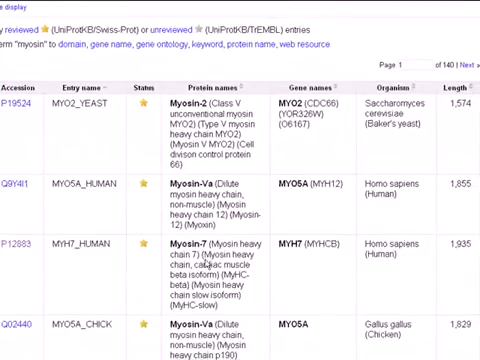 e display
reviewed (UniProtKB/Swiss-Prot) or unreviewed (UniProtKB/TrEMBL) entries
erm "myosin" to domain, gene name, gene ontology, keyword, protein name, web resource
Page 1 of 140 | Next »
Accession Entry name Status Protein names Gene names Organism Length
P19524 MYO2_YEAST Myosin-2 (Class V MYO2 (CDC66) Saccharomyces 1,574
unconventional myosin (YOR326W) cerevisiae
MYO2) (Type V myosin (O6167) (Baker's yeast)
heavy chain MYO2)
(Myosin V MYO2) (Cell
divison control protein
66)
Q9Y4I1 MYO5A_HUMAN Myosin-Va (Dilute MYO5A (MYH12) Homo sapiens 1,855
myosin heavy chain, (Human)
non-muscle) (Myosin
heavy chain 12) (Myosin-
12) (Myoxin)
P12883 MYH7_HUMAN Myosin-7 (Myosin heavy MYH7 (MYHCB) Homo sapiens 1,935
chain 7) (Myosin heavy (Human)
chain, cardiac muscle
beta isoform) (MyHC-
beta) (Myosin heavy
chain slow isoform)
(MyHC-slow)
Q02440 MYO5A_CHICK Myosin-Va (Dilute MYO5A Gallus gallus 1,829
myosin heavy chain, (Chicken)
non-muscle) (Myosin
heavy chain p190)